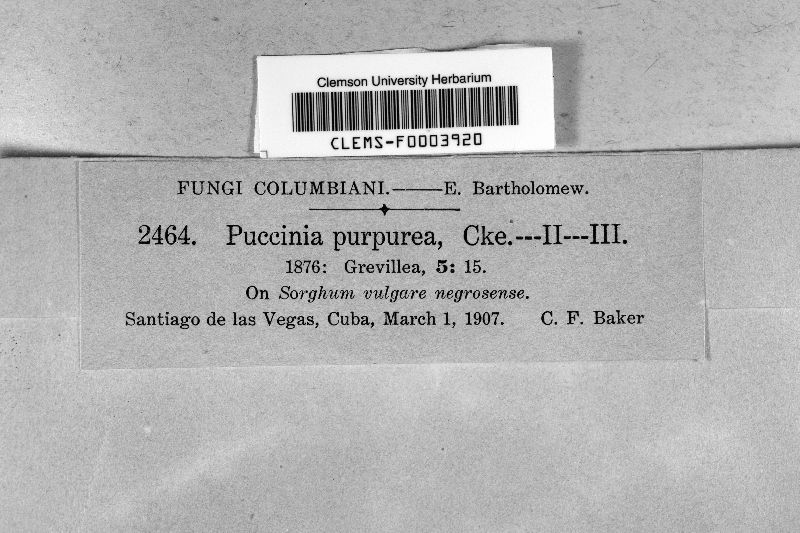 Clemson University Herbarium
CLEMS-F0003920
FUNGI COLUMBIANI.——E. Bartholomew.
2464. Puccinia purpurea, Cke.---II---III.
1876: Grevillea, 5: 15.
On Sorghum vulgare negrosense.
Santiago de las Vegas, Cuba, March 1, 1907. C. F. Baker